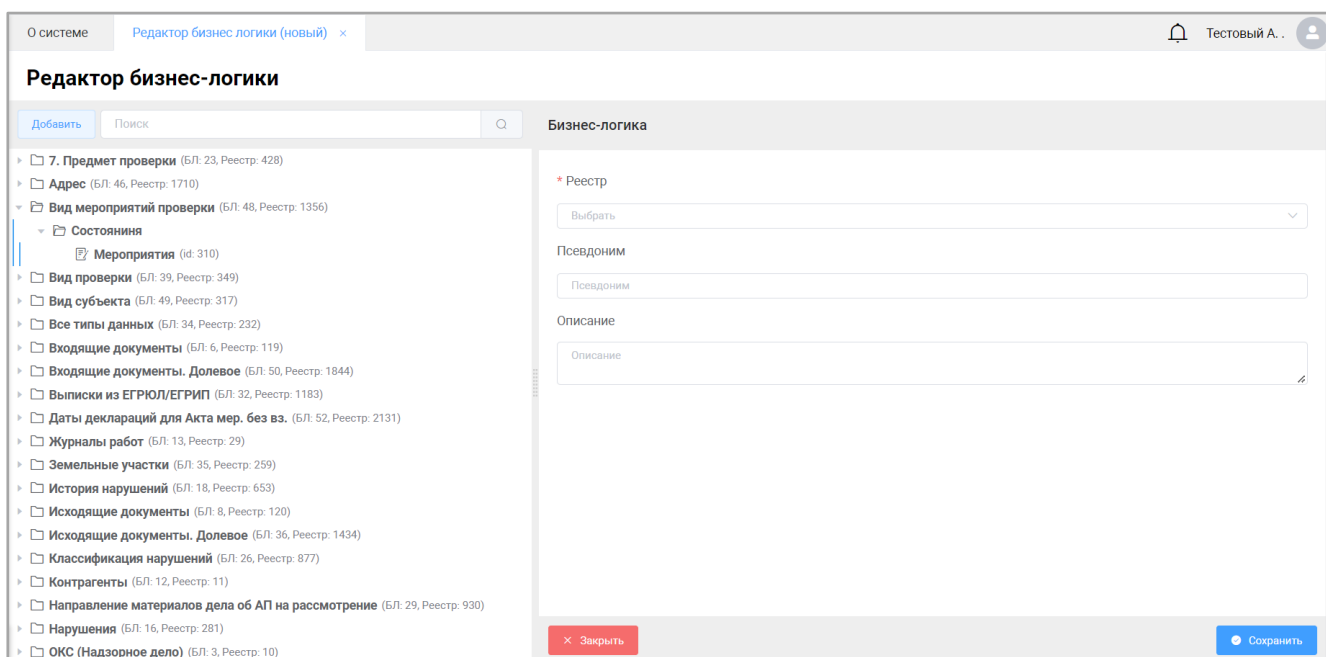 О системе
Редактор бизнес логики (новый) ×
Тестовый А. .
Редактор бизнес-логики
Добавить
Поиск
Бизнес-логика
7. Предмет проверки (БЛ: 23, Реестр: 428)
Адрес (БЛ: 46, Реестр: 1710)
Вид мероприятий проверки (БЛ: 48, Реестр: 1356)
Состояниня
Мероприятия (id: 310)
Вид проверки (БЛ: 39, Реестр: 349)
Вид субъекта (БЛ: 49, Реестр: 317)
Все типы данных (БЛ: 34, Реестр: 232)
Входящие документы (БЛ: 6, Реестр: 119)
Входящие документы. Долевое (БЛ: 50, Реестр: 1844)
Выписки из ЕГРЮЛ/ЕГРИП (БЛ: 32, Реестр: 1183)
Даты деклараций для Акта мер. без вз. (БЛ: 52, Реестр: 2131)
Журналы работ (БЛ: 13, Реестр: 29)
Земельные участки (БЛ: 35, Реестр: 259)
История нарушений (БЛ: 18, Реестр: 653)
Исходящие документы (БЛ: 8, Реестр: 120)
Исходящие документы. Долевое (БЛ: 36, Реестр: 1434)
Классификация нарушений (БЛ: 26, Реестр: 877)
Контрагенты (БЛ: 12, Реестр: 11)
Направление материалов дела об АП на рассмотрение (БЛ: 29, Реестр: 930)
Нарушения (БЛ: 16, Реестр: 281)
ОКС (Надзорное дело) (БЛ: 3, Реестр: 10)
* Реестр
Выбрать
Псевдоним
Псевдоним
Описание
Описание
× Закрыть
Сохранить